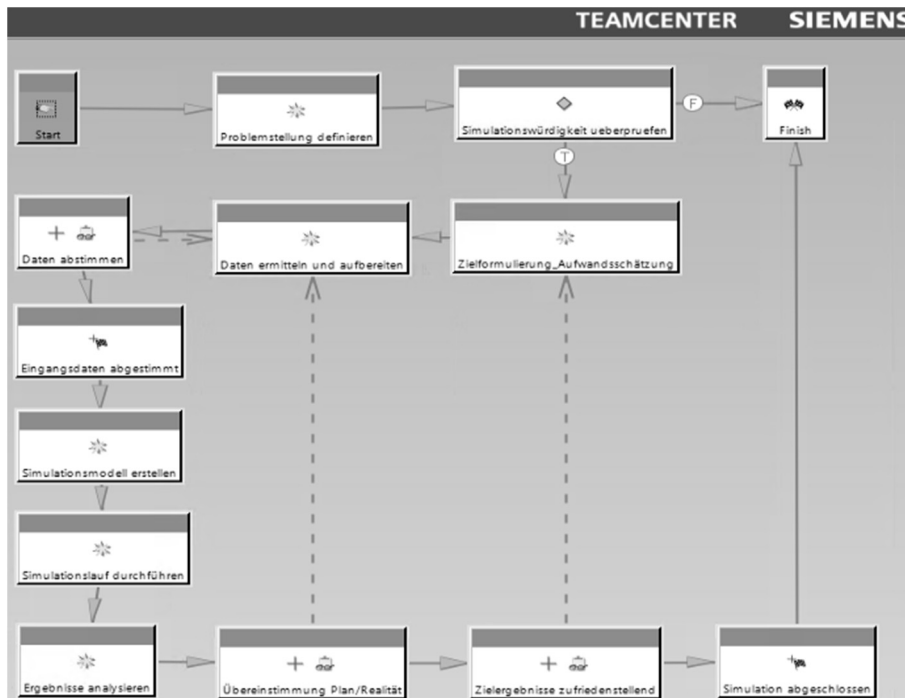 TEAMCENTER SIEMENS
Start
Problemstellung definieren
Simulationswürdigkeit ueberpruefen
F
Finish
T
Daten abstimmen
Daten ermitteln und aufbereiten
Zielformulierung_Aufwandsschätzung
Eingangsdaten abgestimmt
Simulationsmodell erstellen
Simulationslauf durchführen
Ergebnisse analysieren
Übereinstimmung Plan/Realität
Zielergebnisse zufriedenstellend
Simulation abgeschlossen